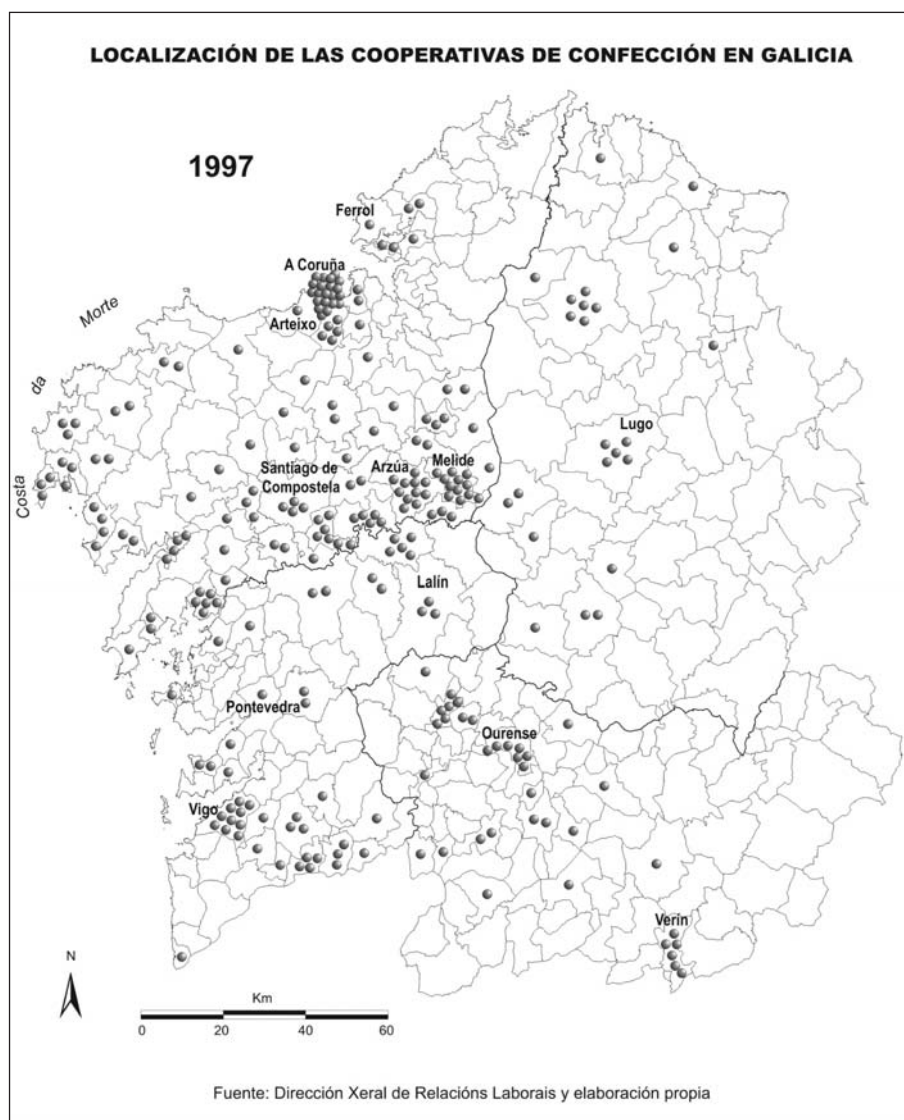 LOCALIZACIÓN DE LAS COOPERATIVAS DE CONFECCIÓN EN GALICIA
1997
Ferrol
A Coruña
Arteixo
Costa da Morte
Lugo
Santiago de
Compostela
Arzúa
Melide
Lalín
Pontevedra
Ourense
Vigo
Verín
N
Km
0 20 40 60
Fuente: Dirección Xeral de Relacións Laborais y elaboración propia